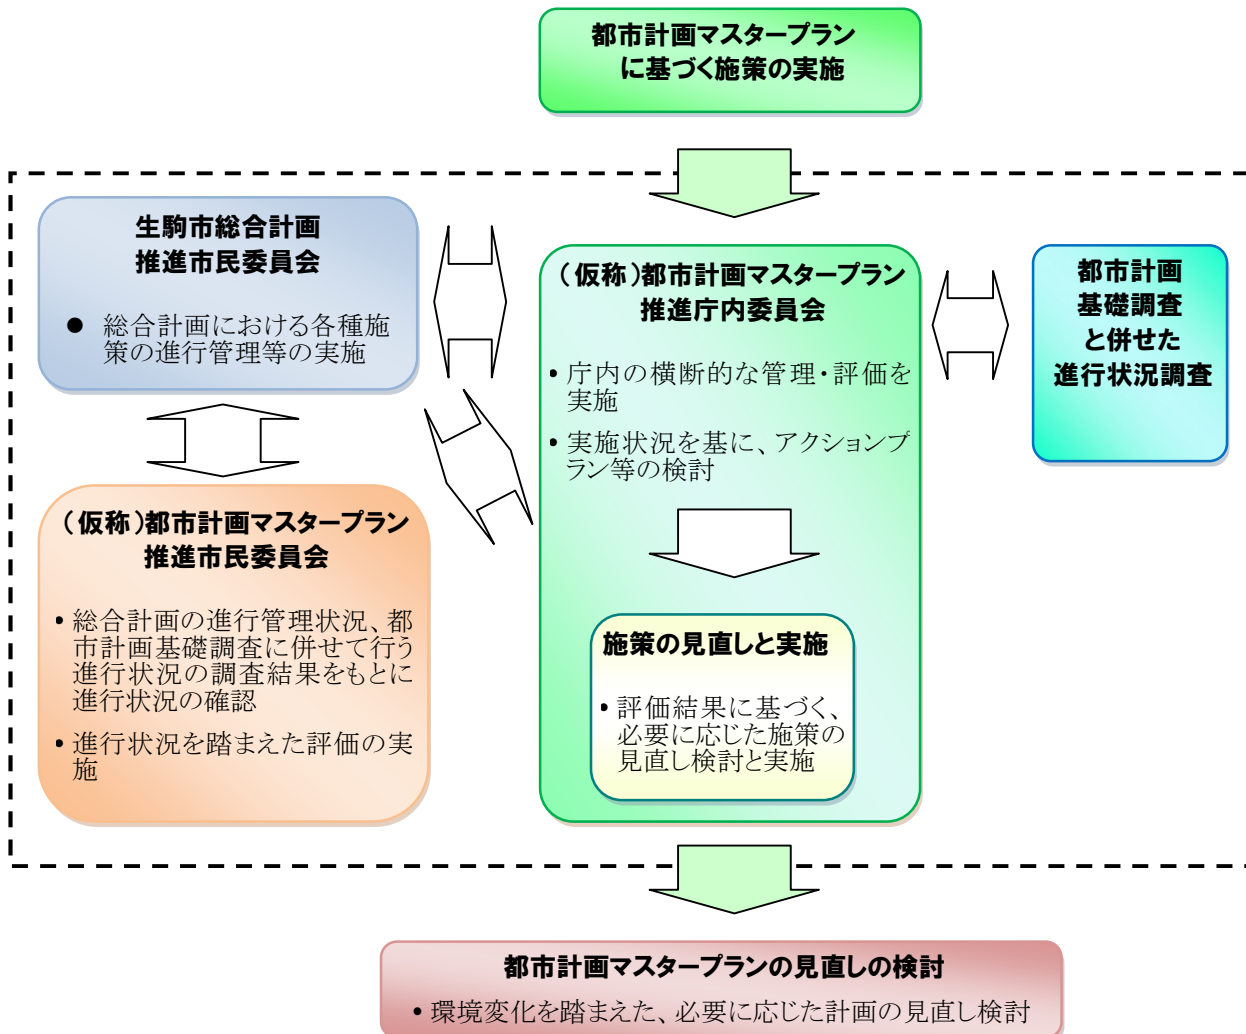 都市計画マスタープラン
に基づく施策の実施
生駒市総合計画
推進市民委員会
● 総合計画における各種施
策の進行管理等の実施
（仮称）都市計画マスタープラン
推進市民委員会
• 総合計画の進行管理状況、都
市計画基礎調査に併せて行う
進行状況の調査結果をもとに
進行状況の確認
• 進行状況を踏まえた評価の実
施
（仮称）都市計画マスタープラン
推進庁内委員会
• 庁内の横断的な管理・評価を
実施
• 実施状況を基に、アクションプ
ラン等の検討
施策の見直しと実施
• 評価結果に基づく、
必要に応じた施策の
見直し検討と実施
都市計画
基礎調査
と併せた
進行状況調査
都市計画マスタープランの見直しの検討
• 環境変化を踏まえた、必要に応じた計画の見直し検討